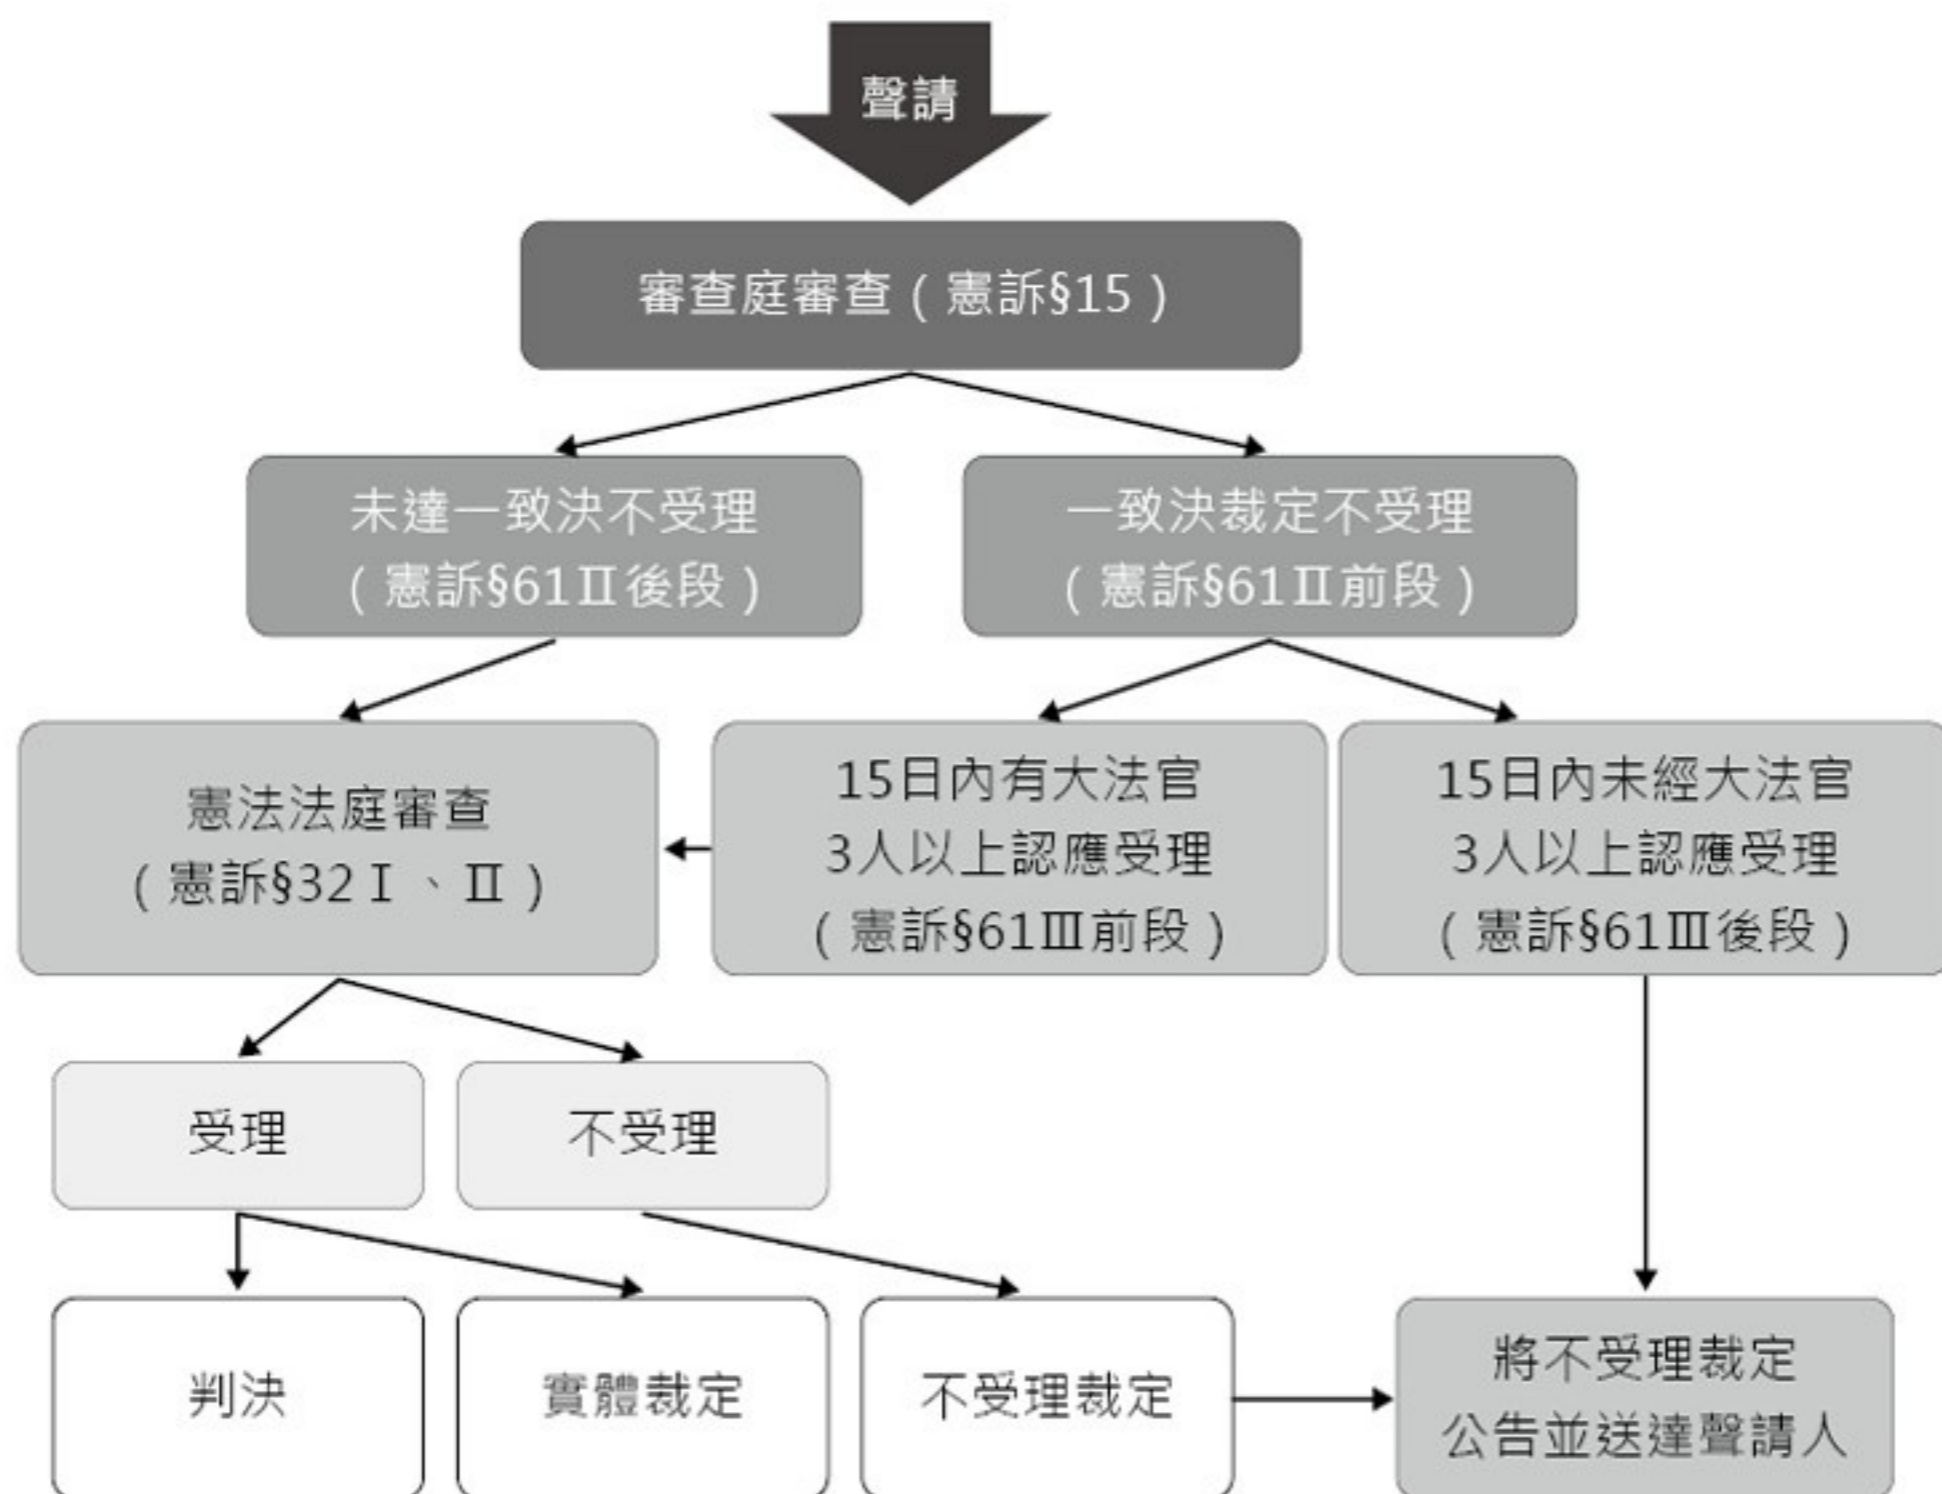 聲請
審查庭審查(憲訴§15)
未達一致決不受理
(憲訴§61Ⅱ後段)
一致決裁定不受理
(憲訴§61Ⅱ前段)
憲法法庭審查
(憲訴§32Ⅰ、Ⅱ)
15日內有大法官
3人以上認應受理
(憲訴§61Ⅲ前段)
15日內未經大法官
3人以上認應受理
(憲訴§61Ⅲ後段)
受理
不受理
判決
實體裁定
不受理裁定
將不受理裁定
公告並送達聲請人